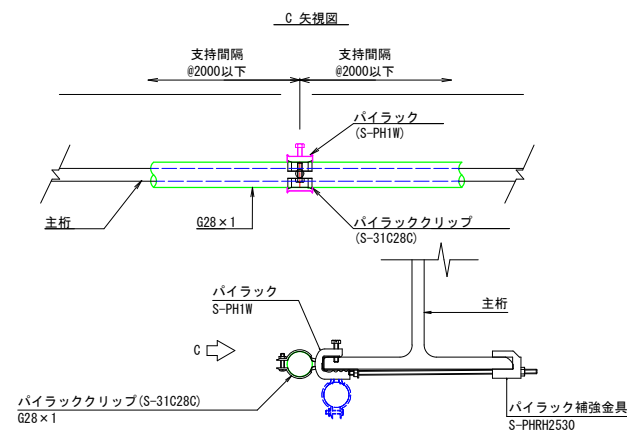 C 矢視図
支持間隔
@2000以下
支持間隔
@2000以下
パイラック
(S-PH1W)
主桁
G28×1
パイラッククリップ
(S-31C28C)
パイラック
S-PH1W
主桁
C
パイラッククリップ(S-31C28C)
G28×1
パイラック補強金具
S-PHRH2530